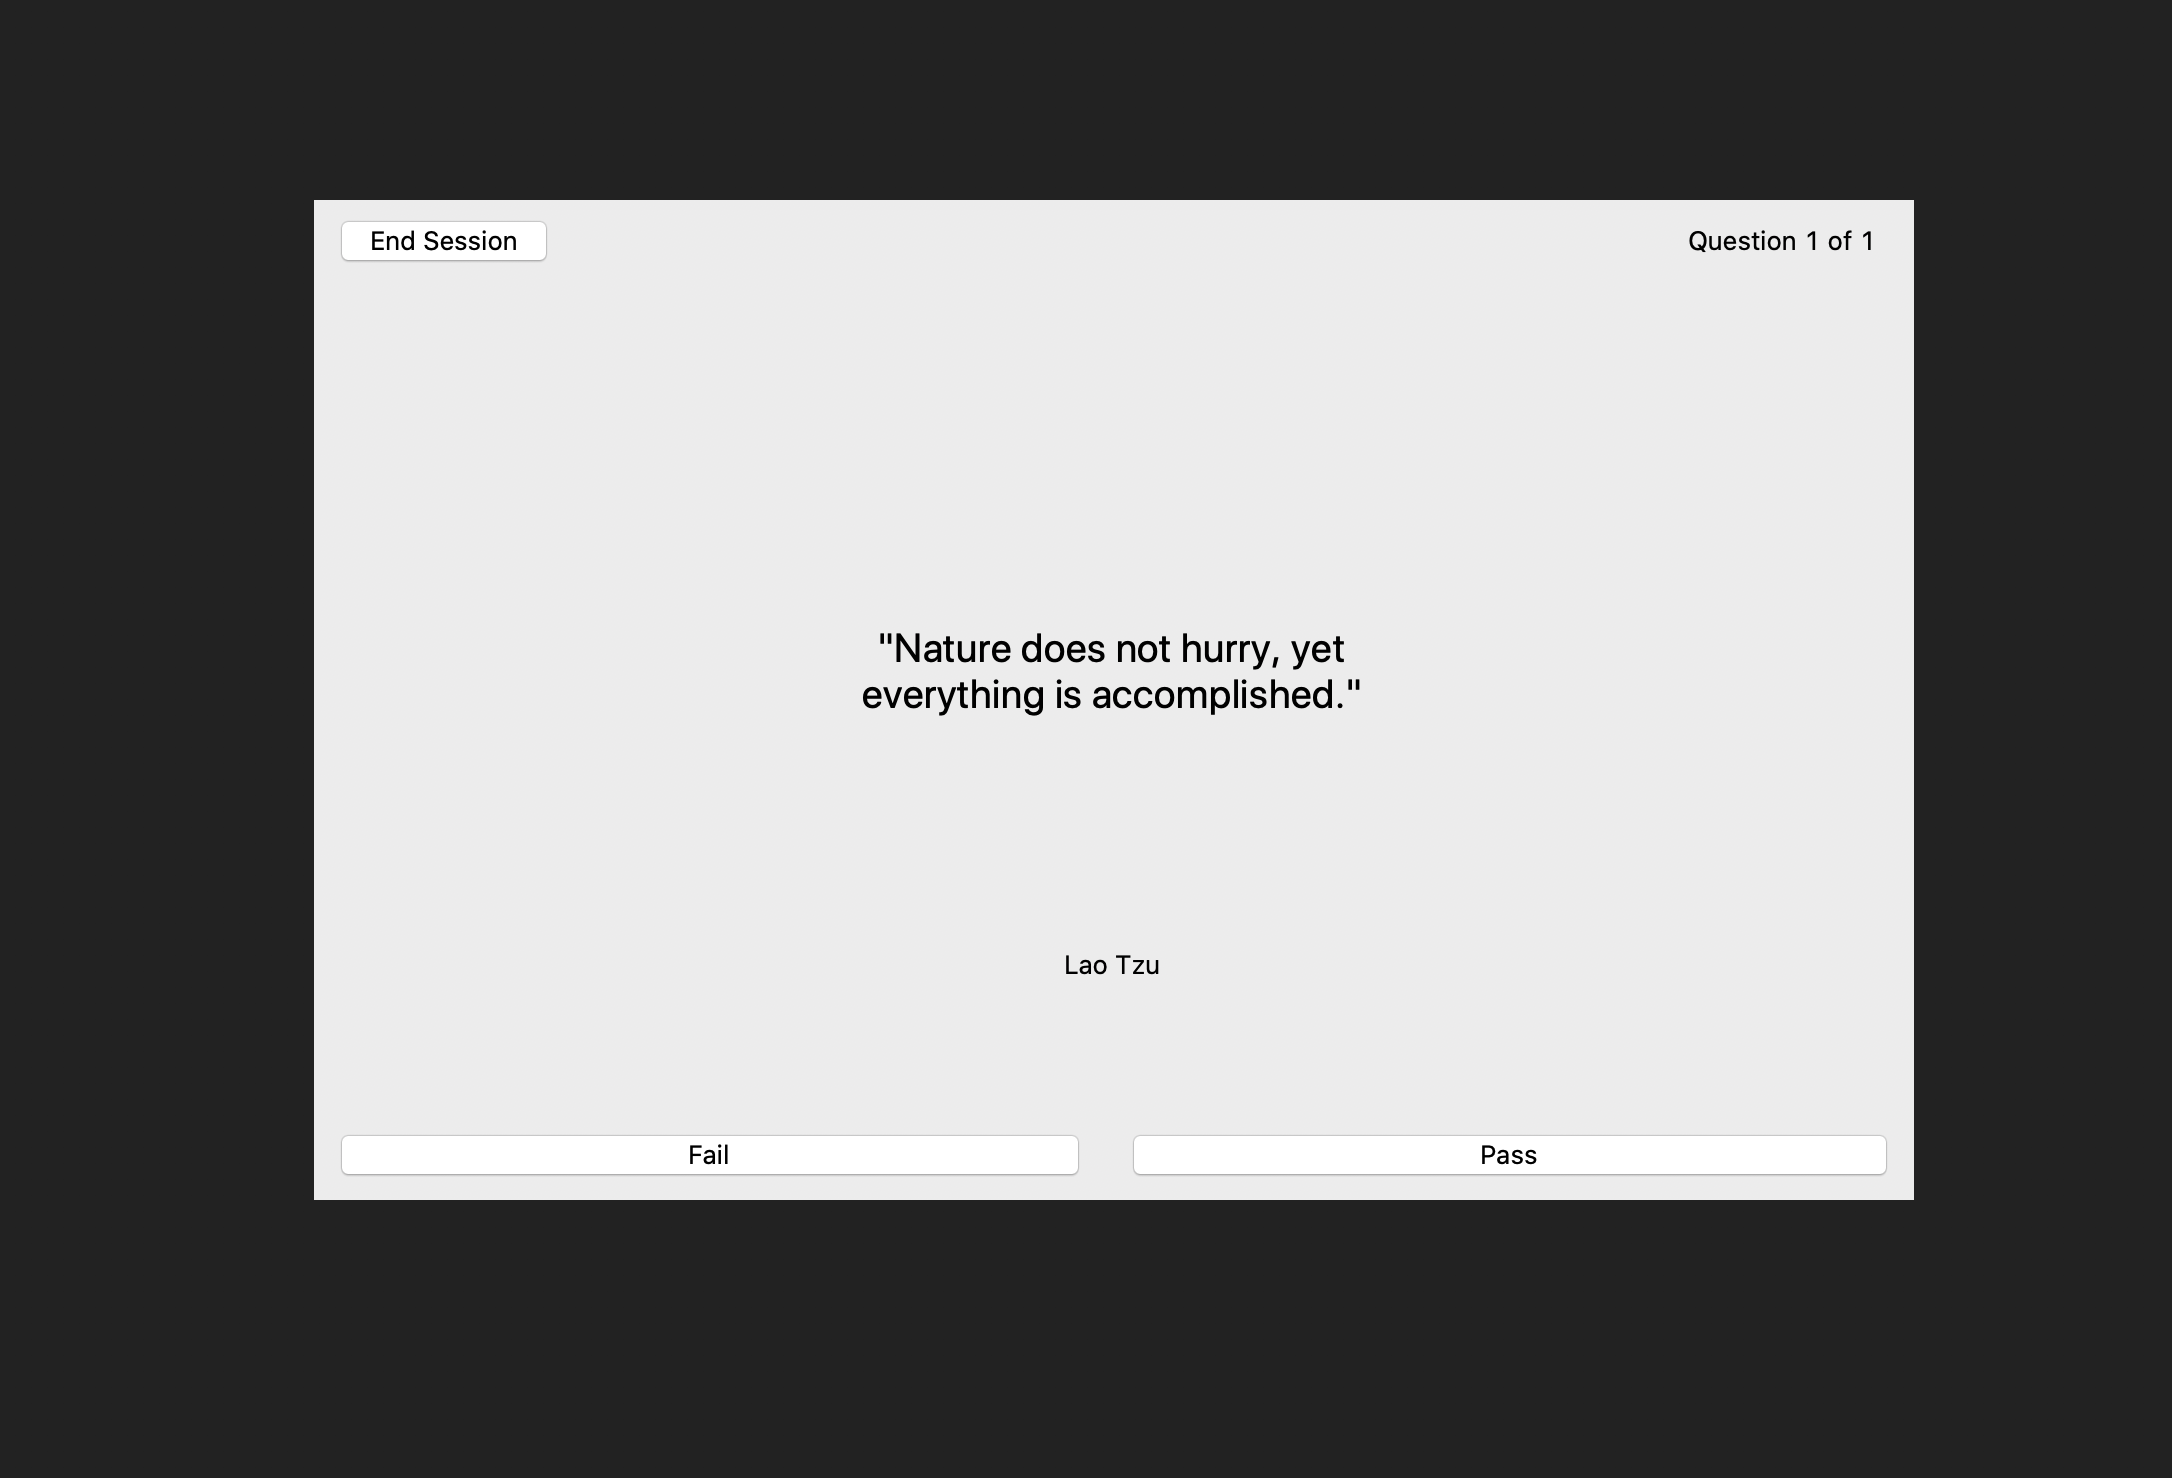 End Session
Question 1 of 1
"Nature does not hurry, yet
everything is accomplished."
Lao Tzu
Fail
Pass